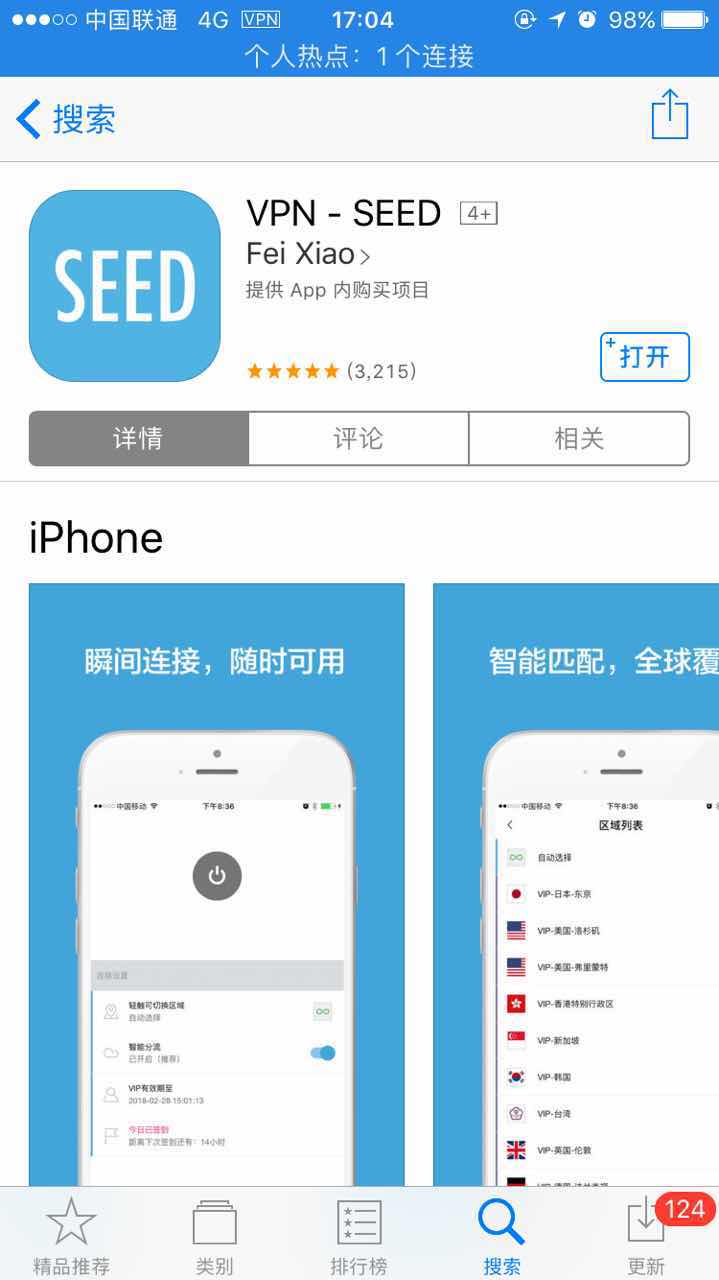 中国联通 4G VPN 17:04 98%
个人热点：1 个连接
搜索
SEED
VPN - SEED 4+
Fei Xiao
提供 App 内购买项目
(3,215)
打开
详情 评论 相关
iPhone
瞬间连接，随时可用
中国移动 下午8:36
连接设置
轻触可切换区域
自动选择
智能分流
已开启（推荐）
VIP有效期至
2018-02-28 15:01:13
今日已签到
距离下次签到还有：14小时
智能匹配，全球覆
中国移动 下午8:36
区域列表
自动选择
VIP-日本-东京
VIP-美国-洛杉矶
VIP-美国-弗里蒙特
VIP-香港特别行政区
VIP-新加坡
VIP-韩国
VIP-台湾
VIP-英国-伦敦
精品推荐 类别 排行榜 搜索 更新
124